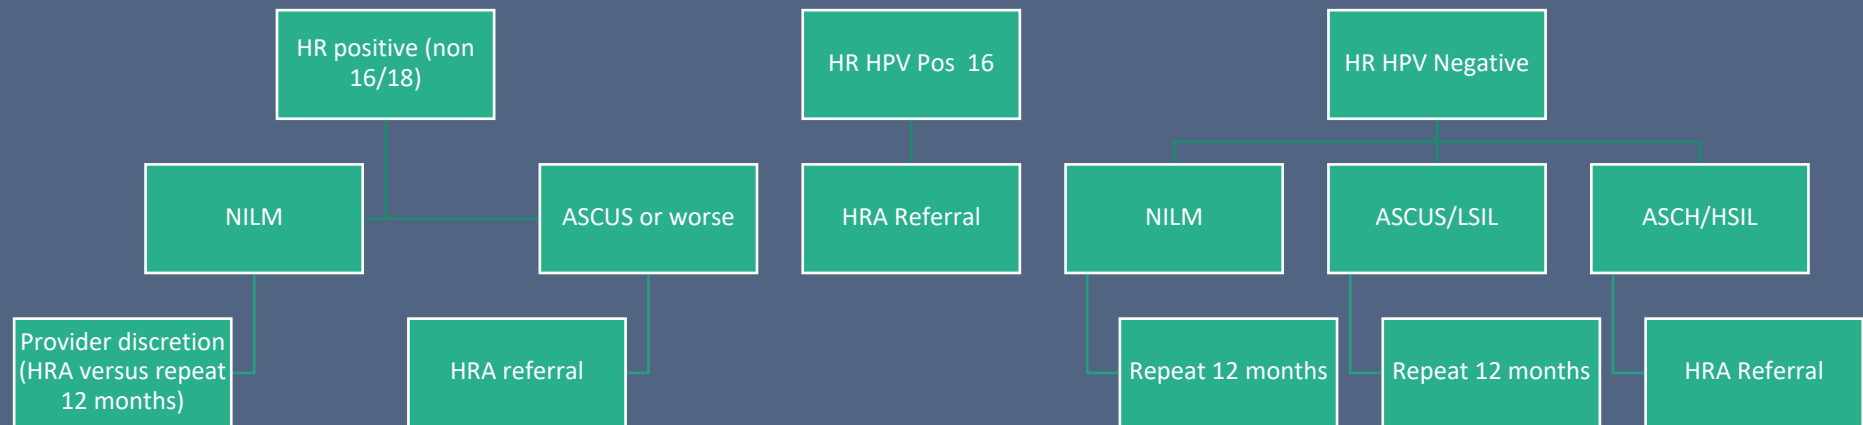 HR positive (non
16/18)
HR HPV Pos  16
HR HPV Negative
NILM
ASCUS or worse
HRA Referral
NILM
ASCUS/LSIL
ASCH/HSIL
Provider discretion
(HRA versus repeat
12 months)
HRA referral
Repeat 12 months
Repeat 12 months
HRA Referral